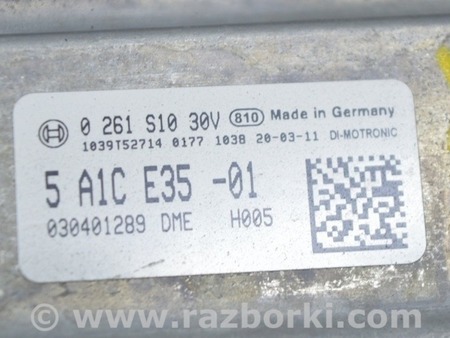 0 261 S10 30V 810 Made in Germany
1039T52714 0177 1038 20-03-11 DI-MOTRONIC
5 A1C E35 -01
030401289 DME H005
www.razborki.com